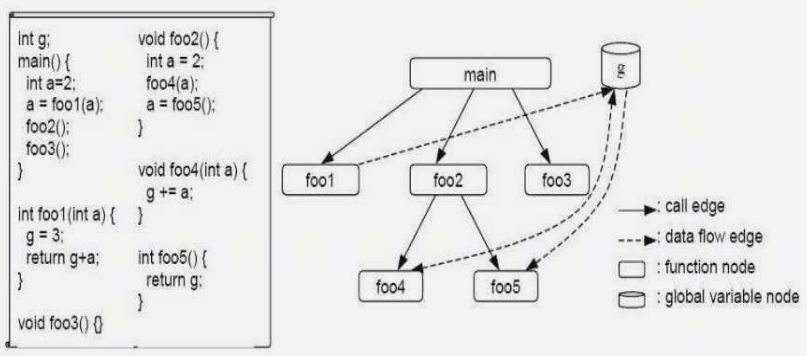 int g;
main() {
int a=2;
a = foo1(a);
foo2();
foo3();
}
int foo1(int a) {
g = 3;
return g+a;
}
void foo3() {}
void foo2() {
int a = 2;
foo4(a);
a = foo5();
}
void foo4(int a) {
g += a;
}
int foo5() {
return g;
}
main
g
foo1
foo2
foo3
foo4
foo5
: call edge
: data flow edge
: function node
: global variable node